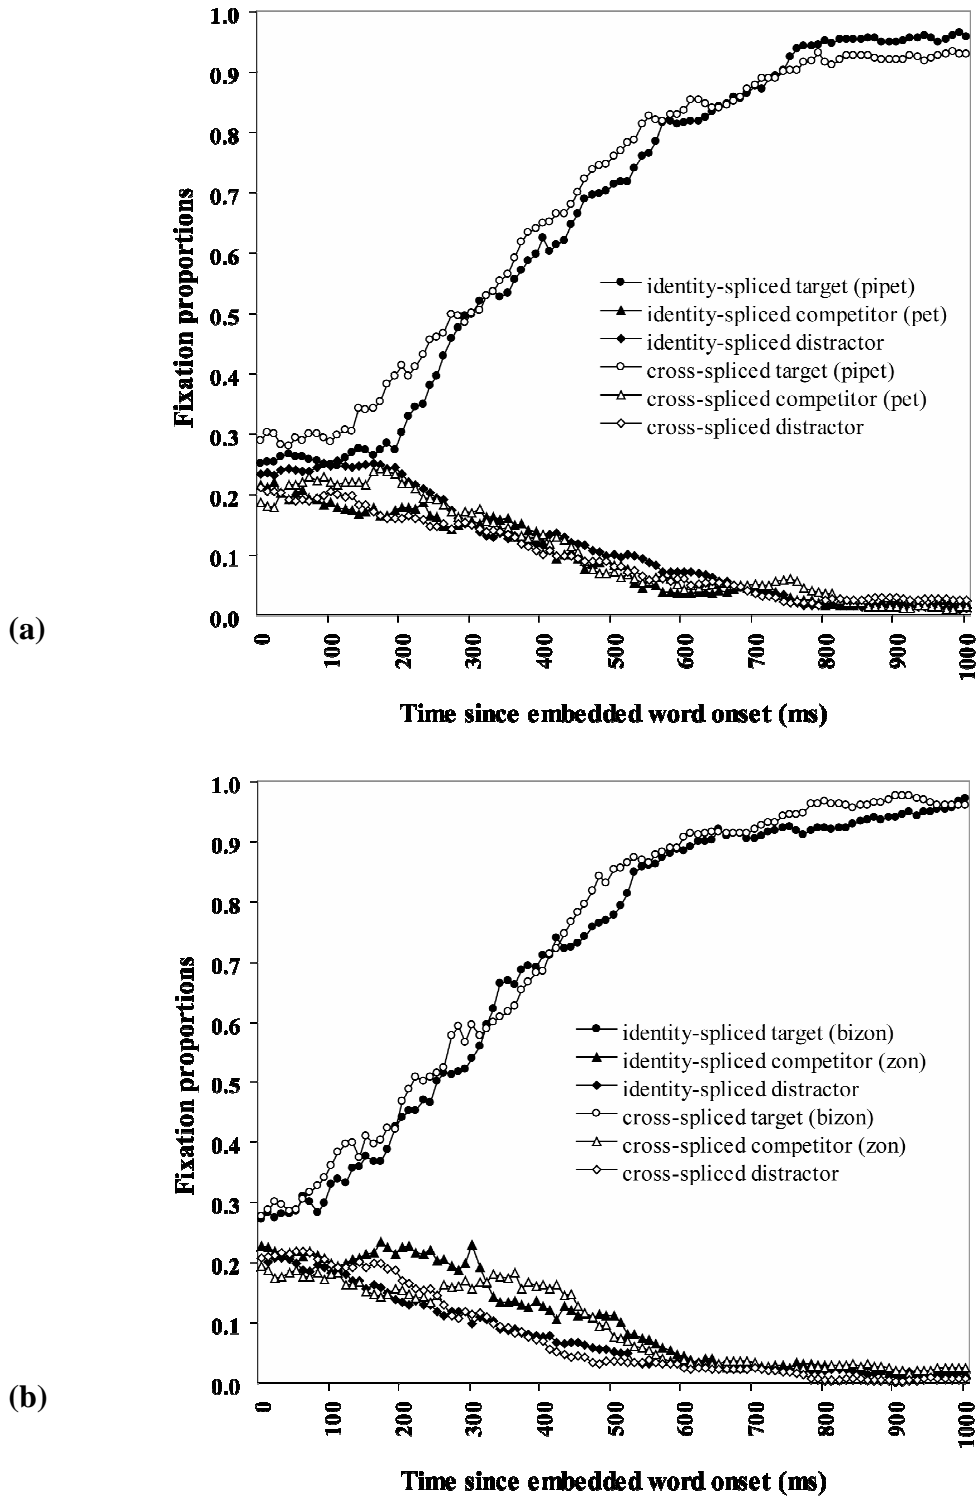 1.0
0.9
0.8
0.7
0.6
0.5
0.4
0.3
0.2
0.1
0.0
Fixation proportions
identity-spliced target (pipet)
identity-spliced competitor (pet)
identity-spliced distractor
cross-spliced target (pipet)
cross-spliced competitor (pet)
cross-spliced distractor
0 100 200 300 400 500 600 700 800 900 1000
(a)
Time since embedded word onset (ms)
1.0
0.9
0.8
0.7
0.6
0.5
0.4
0.3
0.2
0.1
0.0
Fixation proportions
identity-spliced target (bizon)
identity-spliced competitor (zon)
identity-spliced distractor
cross-spliced target (bizon)
cross-spliced competitor (zon)
cross-spliced distractor
0 100 200 300 400 500 600 700 800 900 1000
(b)
Time since embedded word onset (ms)